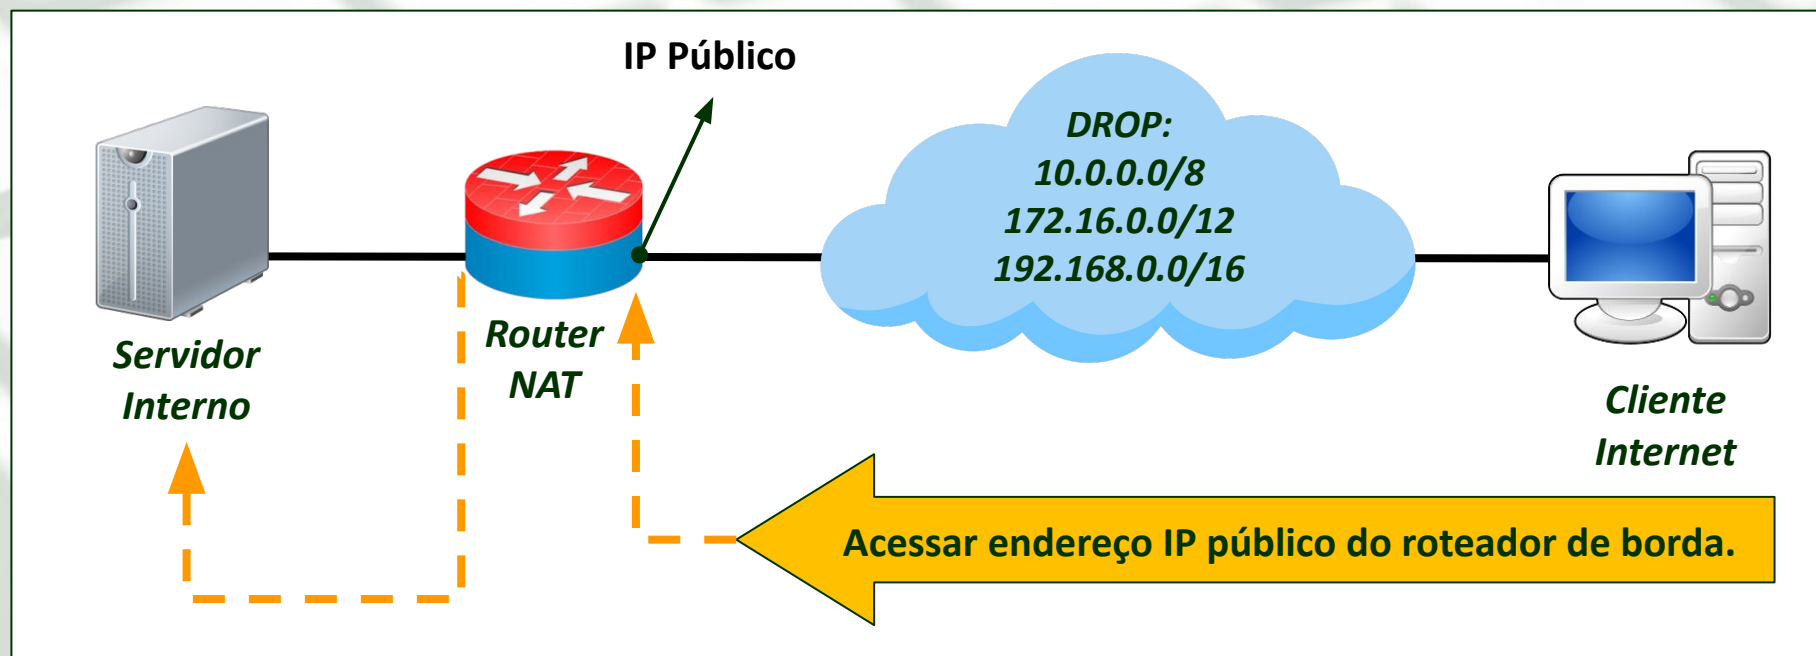 IP Público
DROP:
10.0.0.0/8
172.16.0.0/12
192.168.0.0/16
Servidor
Interno
Router
NAT
Cliente
Internet
Acessar endereço IP público do roteador de borda.